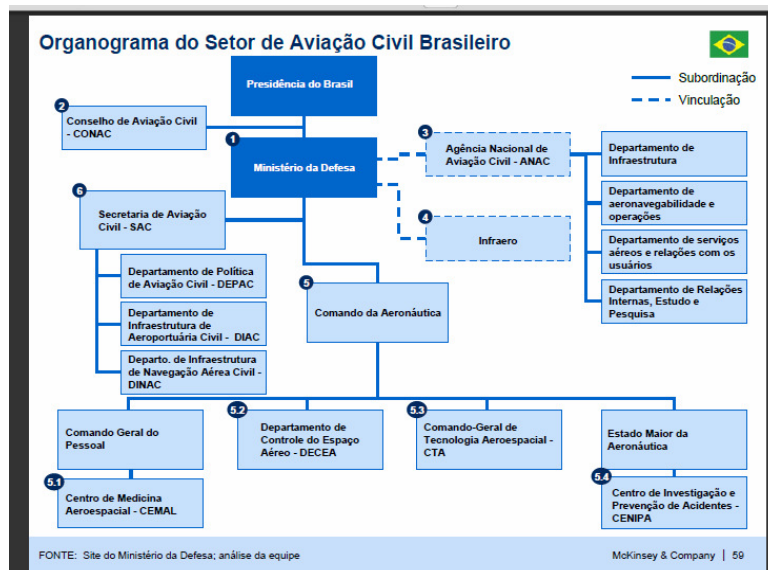 Organograma do Setor de Aviação Civil Brasileiro
Presidência do Brasil
Subordinação
Vinculação
2
Conselho de Aviação Civil
- CONAC
1
Ministério da Defesa
3
Agência Nacional de
Aviação Civil - ANAC
Departamento de
Infraestrutura
Departamento de
aeronavegabilidade e
operações
Departamento de serviços
aéreos e relações com os
usuários
Departamento de Relações
Internas, Estudo e
Pesquisa
4
Infraero
6
Secretaria de Aviação
Civil - SAC
Departamento de Política
de Aviação Civil - DEPAC
Departamento de
Infraestrutura de
Aeroportuária Civil - DIAC
Departo. de Infraestrutura
de Navegação Aérea Civil -
DINAC
5
Comando da Aeronáutica
Comando Geral do
Pessoal
5.2
Departamento de
Controle do Espaço
Aéreo - DECEA
5.3
Comando-Geral de
Tecnologia Aeroespacial -
CTA
Estado Maior da
Aeronáutica
5.1
Centro de Medicina
Aeroespacial - CEMAL
5.4
Centro de Investigação e
Prevenção de Acidentes -
CENIPA
FONTE: Site do Ministério da Defesa; análise da equipe
McKinsey & Company | 59